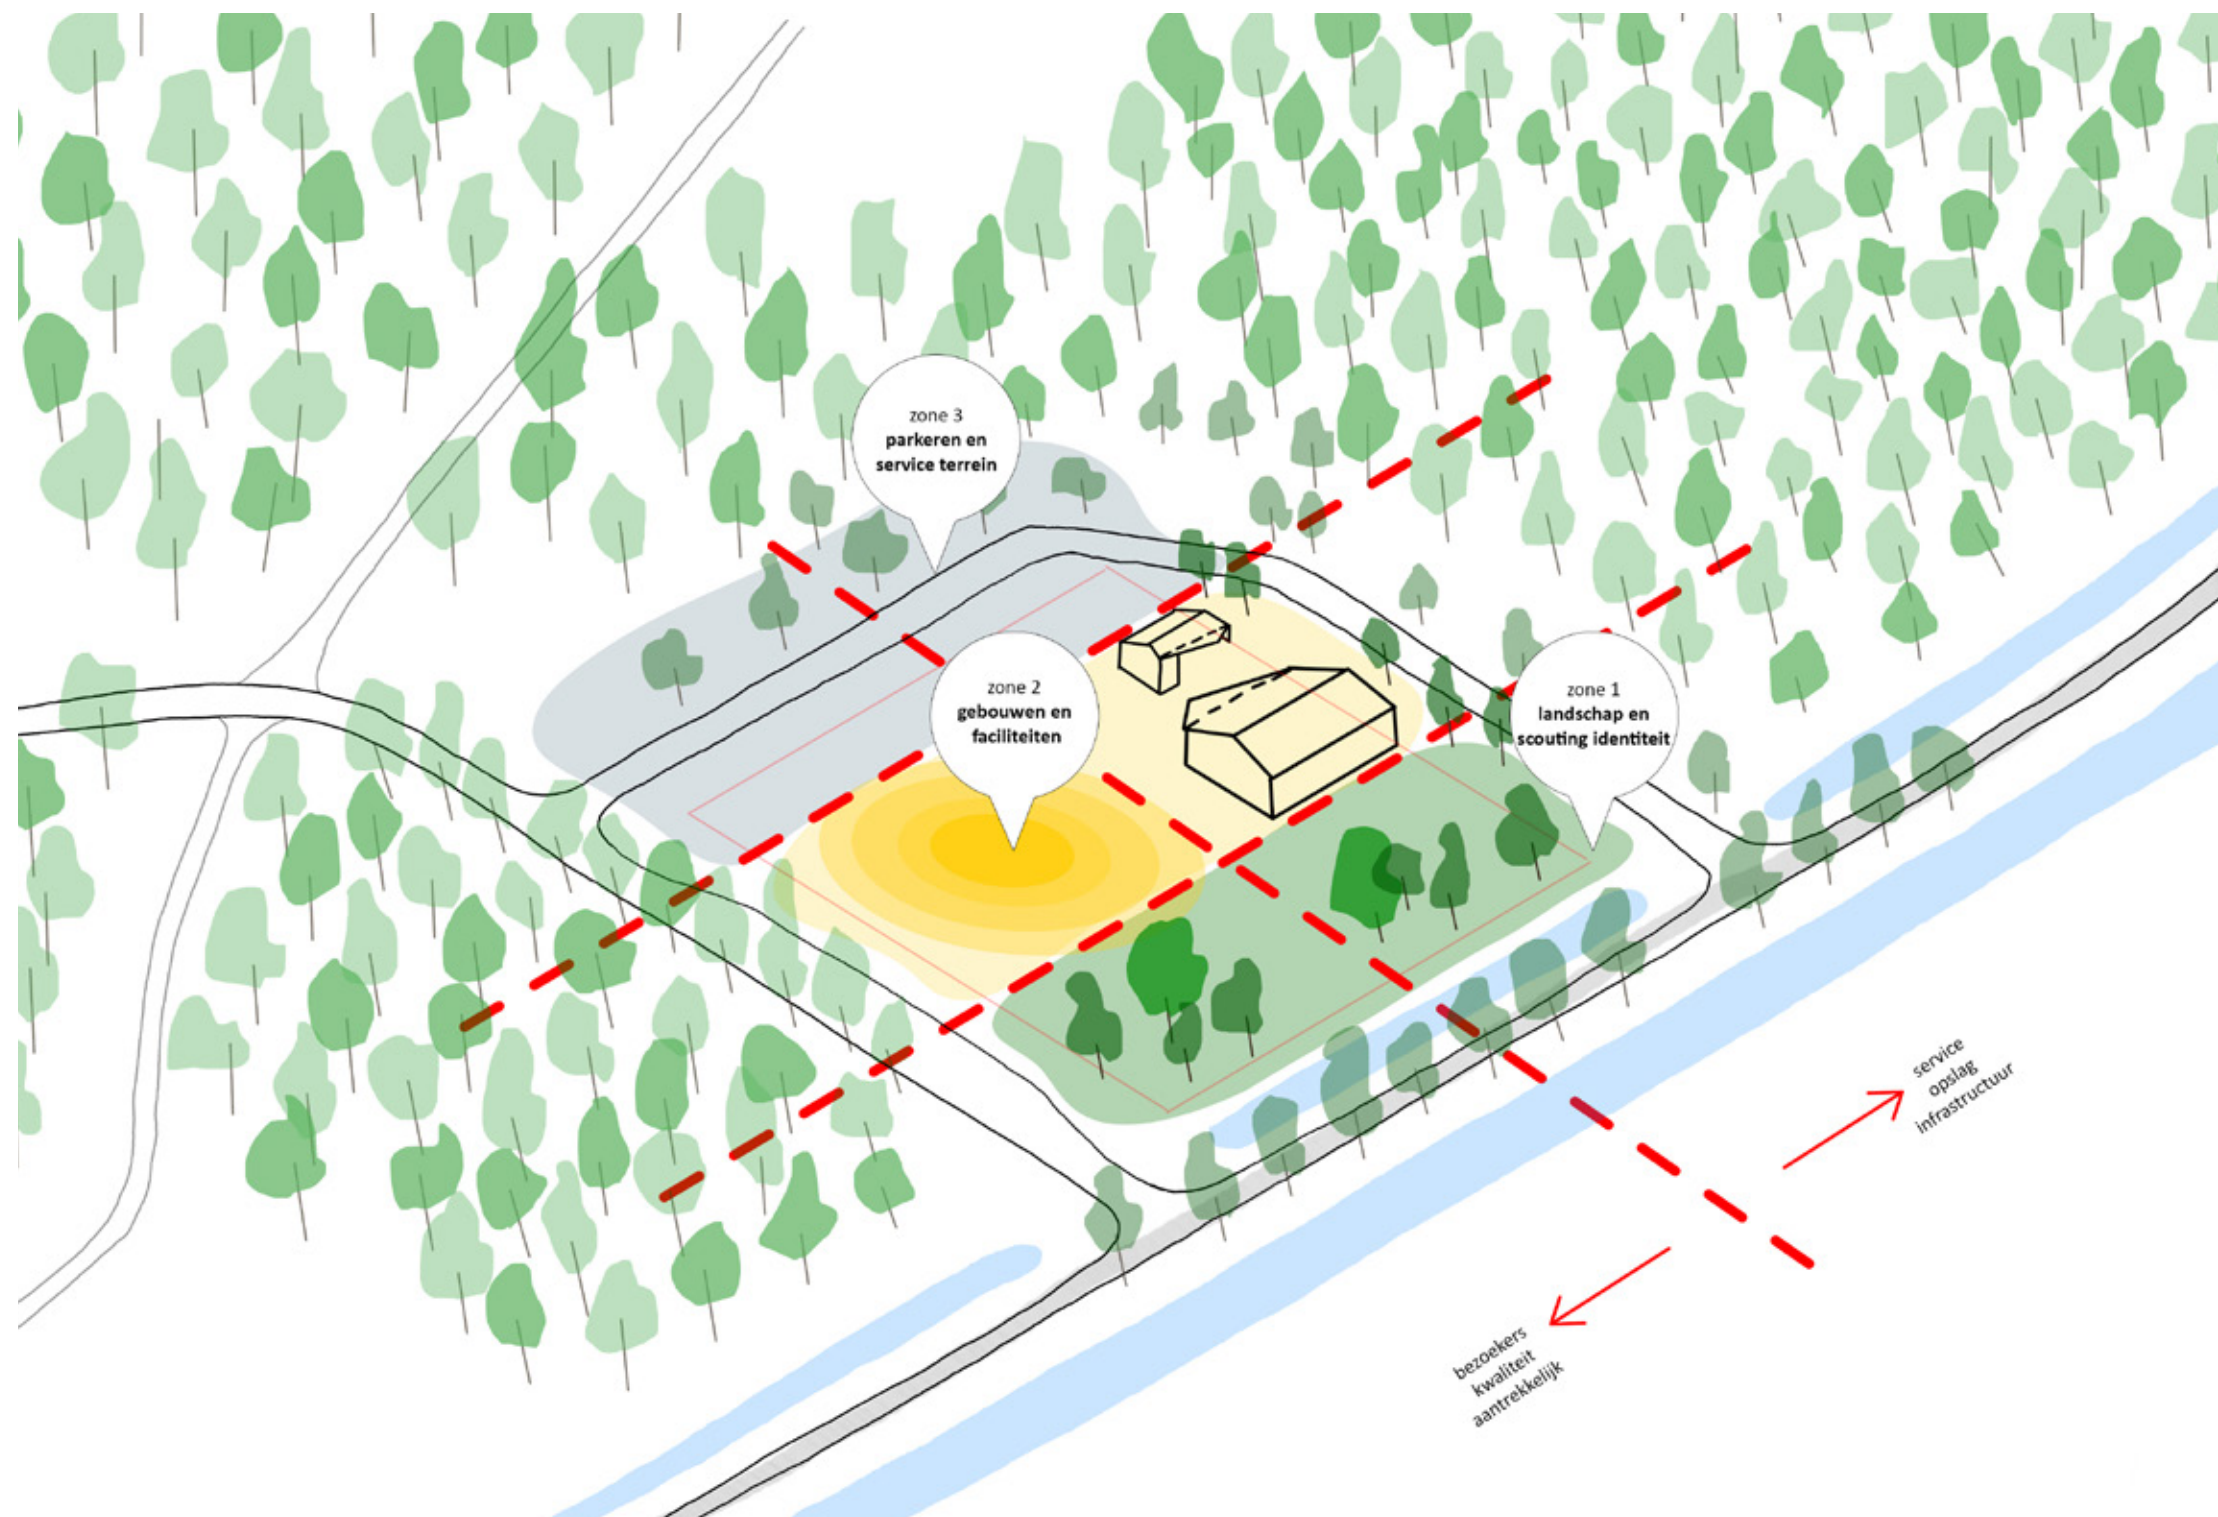 zone 3
parkeren en
service terrein
zone 2
gebouwen en
faciliteiten
zone 1
landschap en
scouting identiteit
service
opslag
infrastructuur
bezoekers
kwaliteit
aantrekkelijk